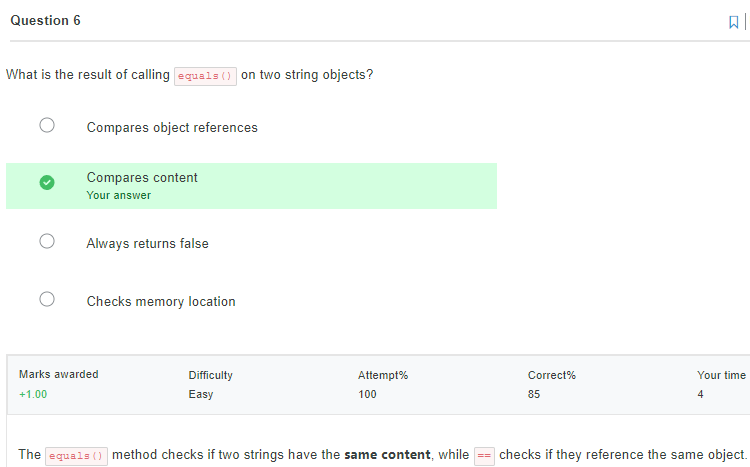 Question 6
What is the result of calling equals() on two string objects?
Compares object references
Compares content
Your answer
Always returns false
Checks memory location
Marks awarded Difficulty Attempt% Correct% Your time
+1.00 Easy 100 85 4
The equals() method checks if two strings have the same content, while == checks if they reference the same object.